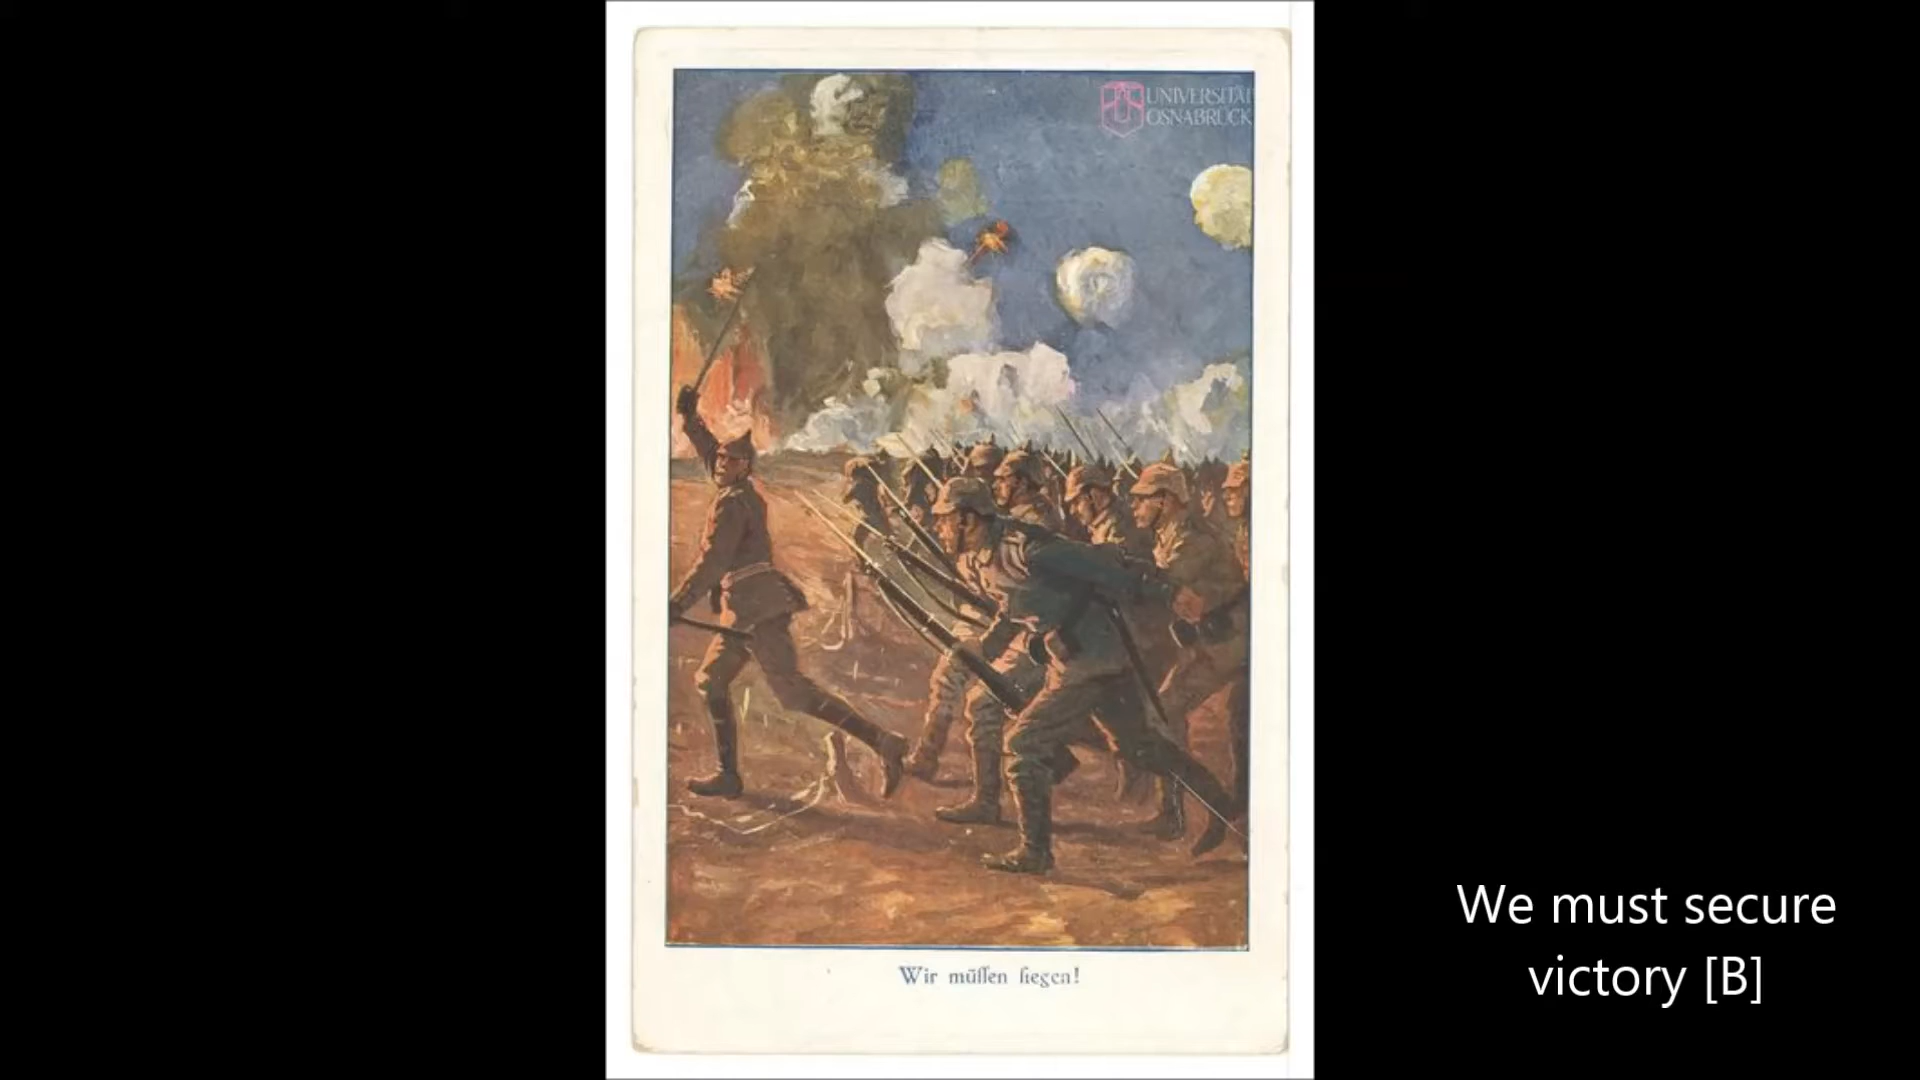 UNIVERSITÄT
OSNABRÜCK
Wir müſſen ſiegen!
We must secure
victory [B]